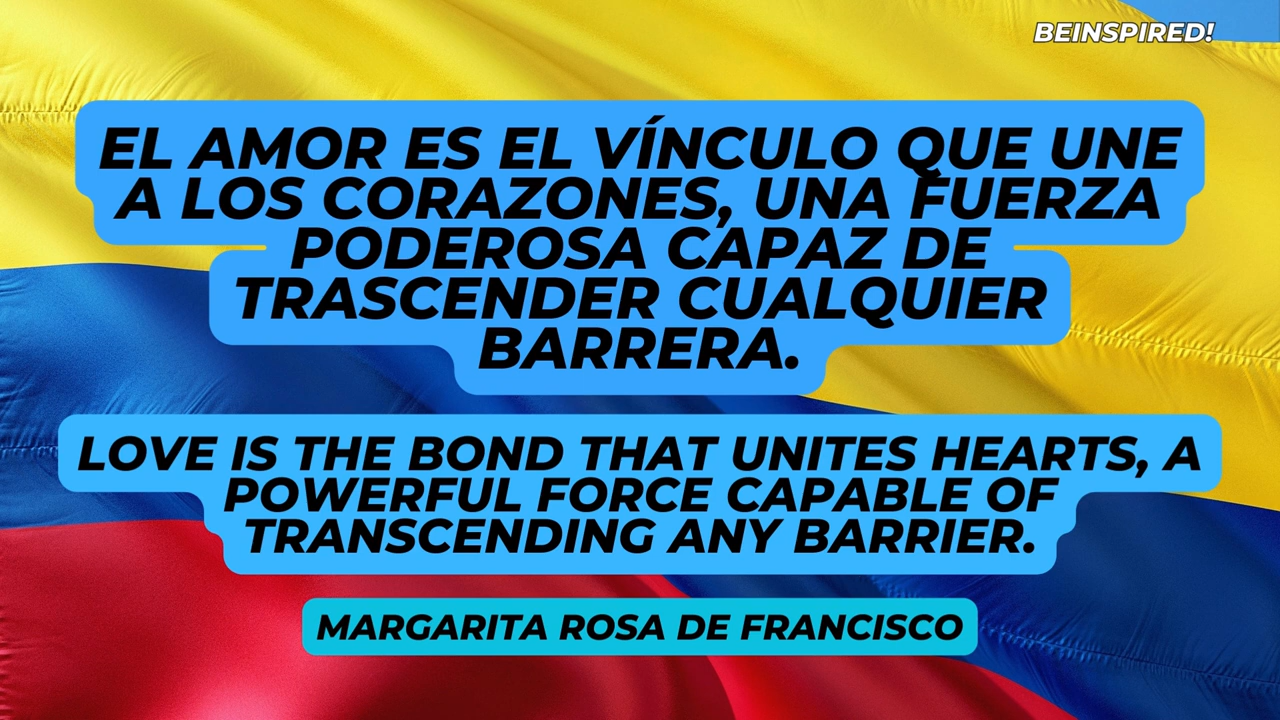 BEINSPIRED!
EL AMOR ES EL VÍNCULO QUE UNE
A LOS CORAZONES, UNA FUERZA
PODEROSA CAPAZ DE
TRASCENDER CUALQUIER
BARRERA.
LOVE IS THE BOND THAT UNITES HEARTS, A
POWERFUL FORCE CAPABLE OF
TRANSCENDING ANY BARRIER.
MARGARITA ROSA DE FRANCISCO